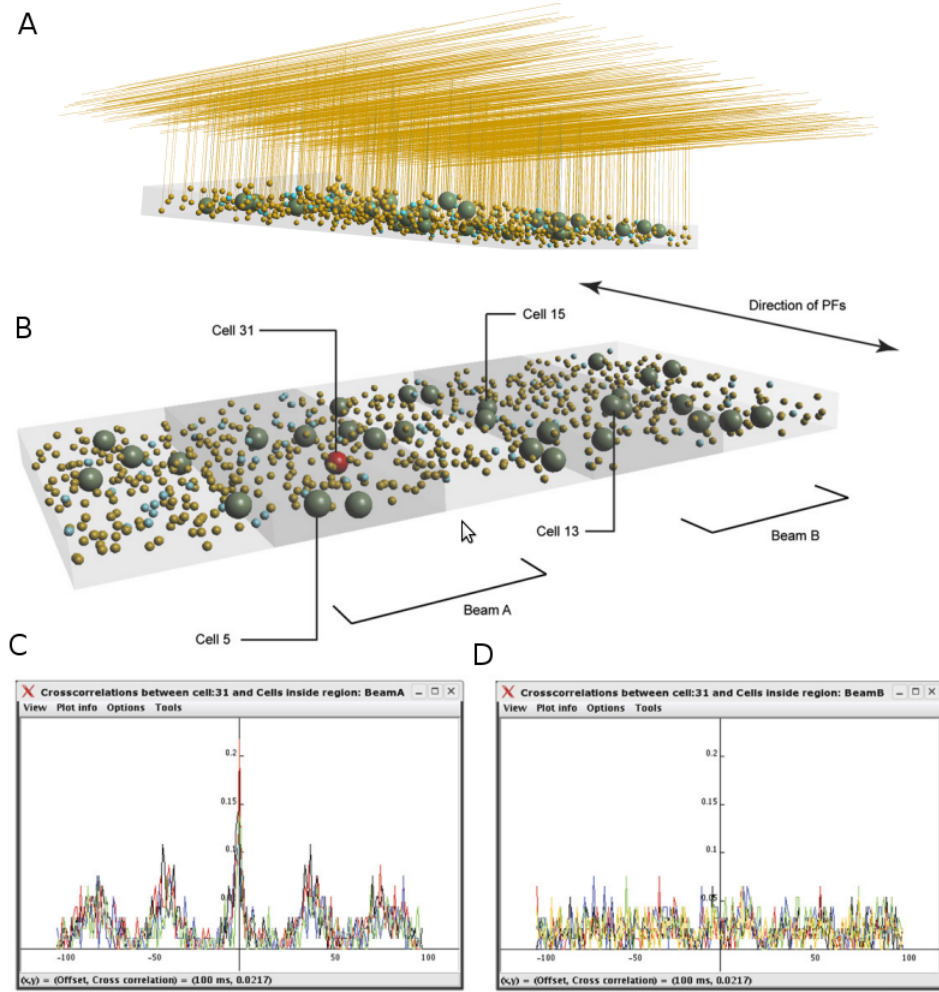 A
B
Direction of PFs
Cell 15
Cell 31
Cell 13
Beam B
Beam A
Cell 5
C
D
Crosscorrelations between cell:31 and Cells inside region: BeamA
View Plot info Options Tools
0.2
0.15
0.1
0.05
-100
-50
50
100
(x,y) = (Offset, Cross correlation) = (100 ms, 0.0217)
Crosscorrelations between cell:31 and Cells inside region: BeamB
View Plot info Options Tools
0.2
0.15
0.1
0.05
-100
-50
50
100
(x,y) = (Offset, Cross correlation) = (100 ms, 0.0217)